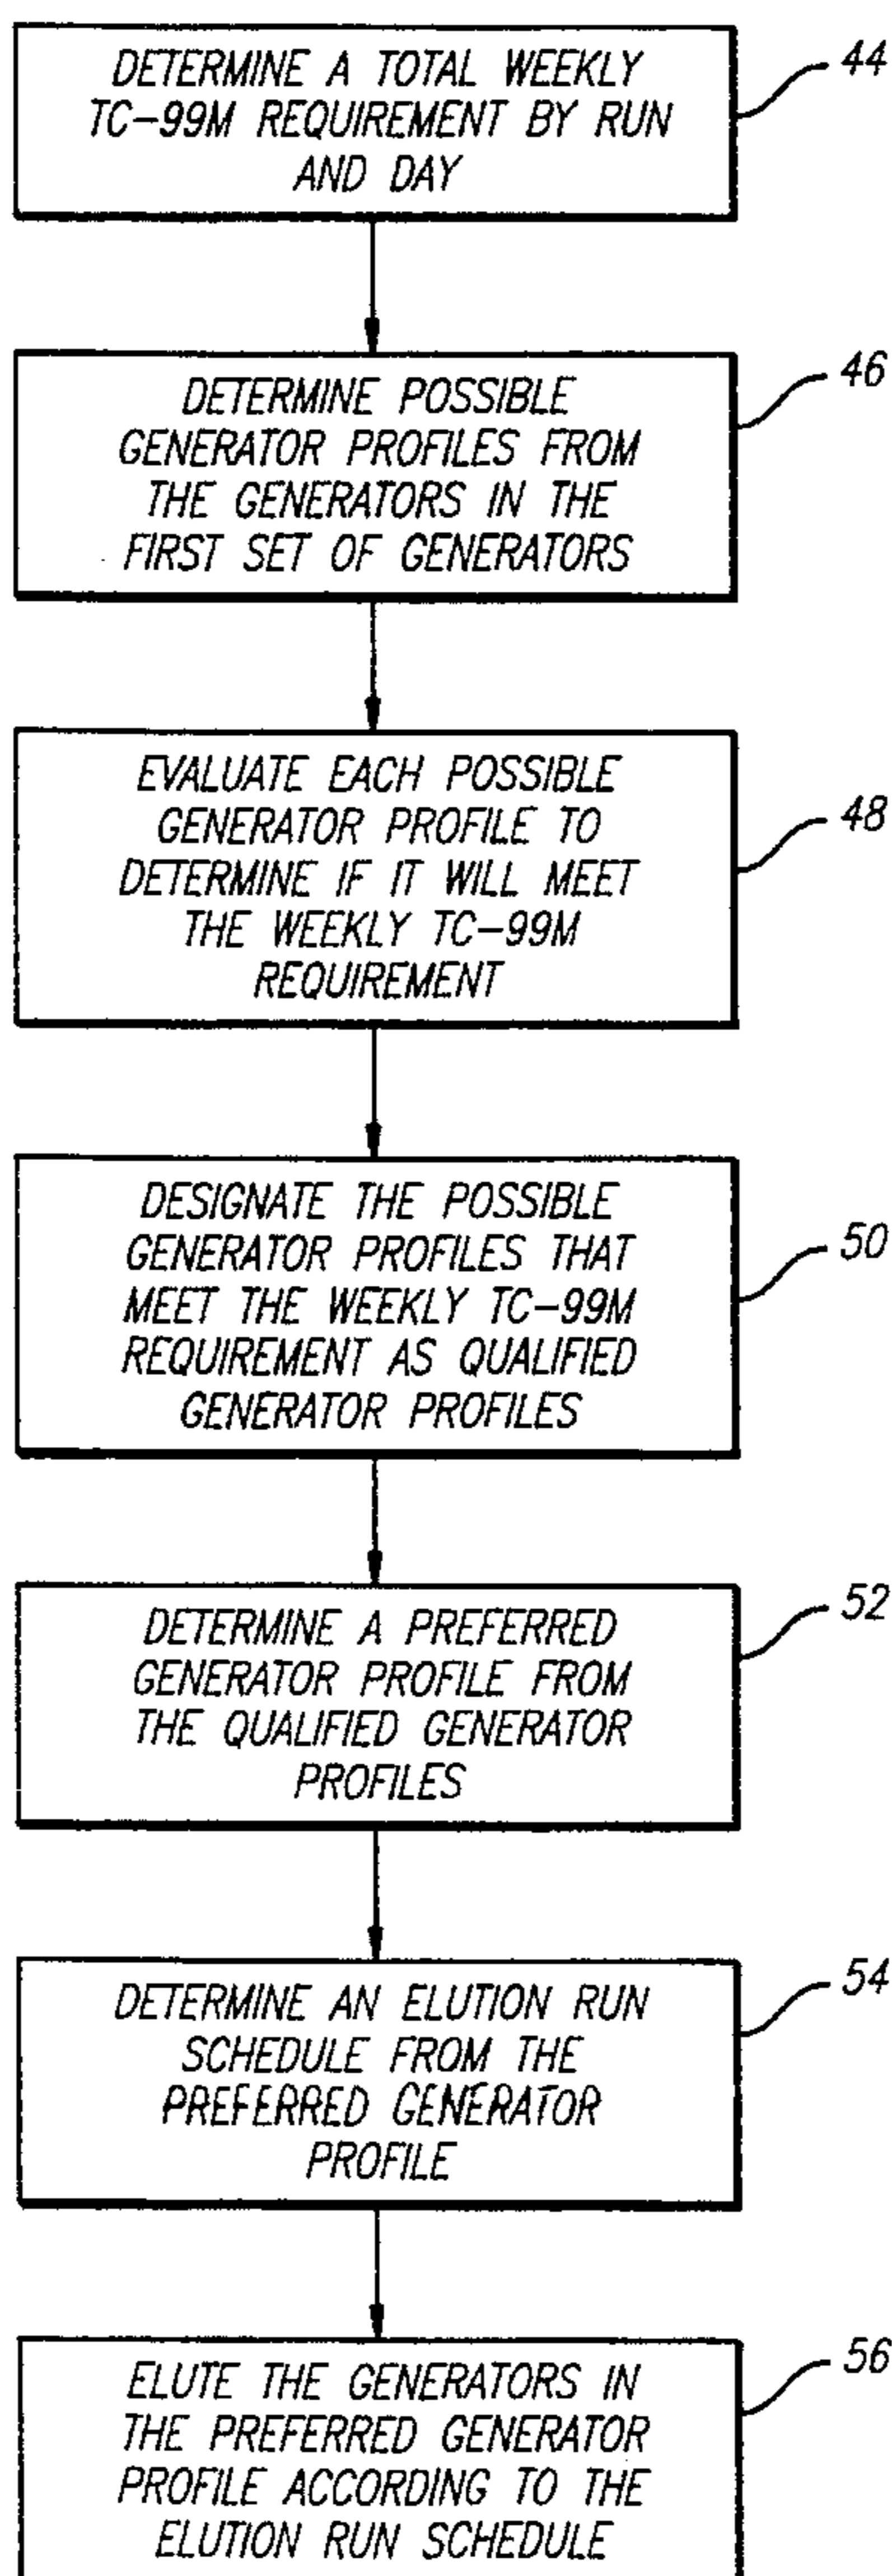 DETERMINE A TOTAL WEEKLY
TC-99M REQUIREMENT BY RUN
AND DAY
44
DETERMINE POSSIBLE
GENERATOR PROFILES FROM
THE GENERATORS IN THE
FIRST SET OF GENERATORS
46
EVALUATE EACH POSSIBLE
GENERATOR PROFILE TO
DETERMINE IF IT WILL MEET
THE WEEKLY TC-99M
REQUIREMENT
48
DESIGNATE THE POSSIBLE
GENERATOR PROFILES THAT
MEET THE WEEKLY TC-99M
REQUIREMENT AS QUALIFIED
GENERATOR PROFILES
50
DETERMINE A PREFERRED
GENERATOR PROFILE FROM
THE QUALIFIED GENERATOR
PROFILES
52
DETERMINE AN ELUTION RUN
SCHEDULE FROM THE
PREFERRED GENERATOR
PROFILE
54
ELUTE THE GENERATORS IN
THE PREFERRED GENERATOR
PROFILE ACCORDING TO THE
ELUTION RUN SCHEDULE
56